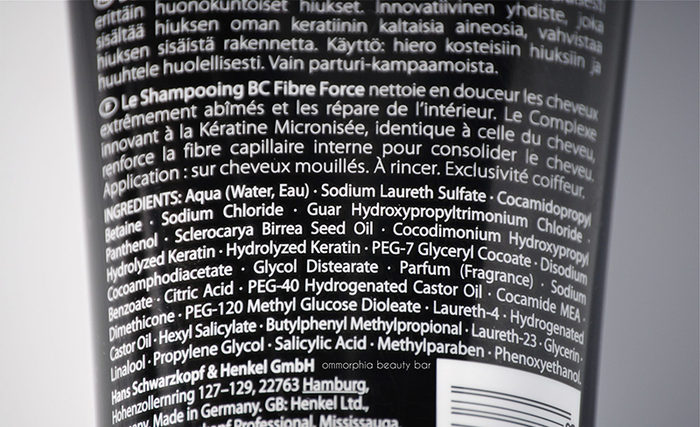 erittäin huonokuntoiset hiukset. Innovatiivinen yhdiste, joka
sisältää hiuksen oman keratiinin kaltaisia aineosia, vahvistaa
hiuksen sisäistä rakennetta. Käyttö: hiero kosteisiin hiuksiin ja
huuhtele huolellisesti. Vain parturi-kampaamoista.
F Le Shampooing BC Fibre Force nettoie en douceur les cheveux
extrêmement abîmés et les répare de l'intérieur. Le Complexe
innovant à la Kératine Micronisée, identique à celle du cheveu,
renforce la fibre capillaire interne pour consolider le cheveu.
Application : sur cheveux mouillés. À rincer. Exclusivité coiffeur.
INGREDIENTS: Aqua (Water, Eau) · Sodium Laureth Sulfate · Cocamidopropyl
Betaine · Sodium Chloride · Guar Hydroxypropyltrimonium Chloride ·
Panthenol · Sclerocarya Birrea Seed Oil · Cocodimonium Hydroxypropyl
Hydrolyzed Keratin · Hydrolyzed Keratin · PEG-7 Glyceryl Cocoate · Disodium
Cocoamphodiacetate · Glycol Distearate · Parfum (Fragrance) · Sodium
Benzoate · Citric Acid · PEG-40 Hydrogenated Castor Oil · Cocamide MEA ·
Dimethicone · PEG-120 Methyl Glucose Dioleate · Laureth-4 · Hydrogenated
Castor Oil · Hexyl Salicylate · Butylphenyl Methylpropional · Laureth-23 · Glycerin ·
Linalool · Propylene Glycol · Salicylic Acid · Methylparaben · Phenoxyethanol.
ommorphia beauty bar
Hans Schwarzkopf & Henkel GmbH
Hohenzollernring 127–129, 22763 Hamburg,
Made in Germany. GB: Henkel Ltd.,
Professional, Mississauga